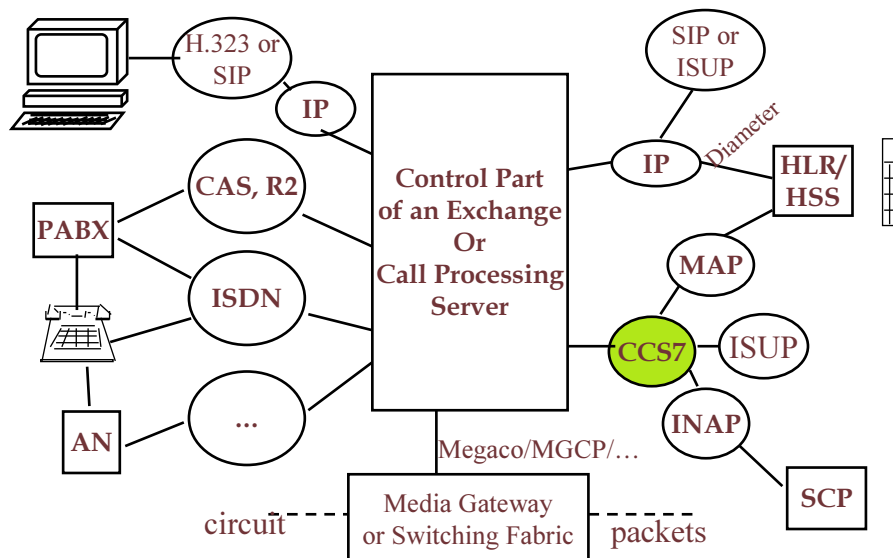 H.323 or
SIP
IP
SIP or
ISUP
IP
Diameter
HLR/
HSS
CAS, R2
PABX
Control Part
of an Exchange
Or
Call Processing
Server
MAP
ISDN
CCS7
ISUP
INAP
AN
...
Megaco/MGCP/…
SCP
Media Gateway
or Switching Fabric
circuit
packets